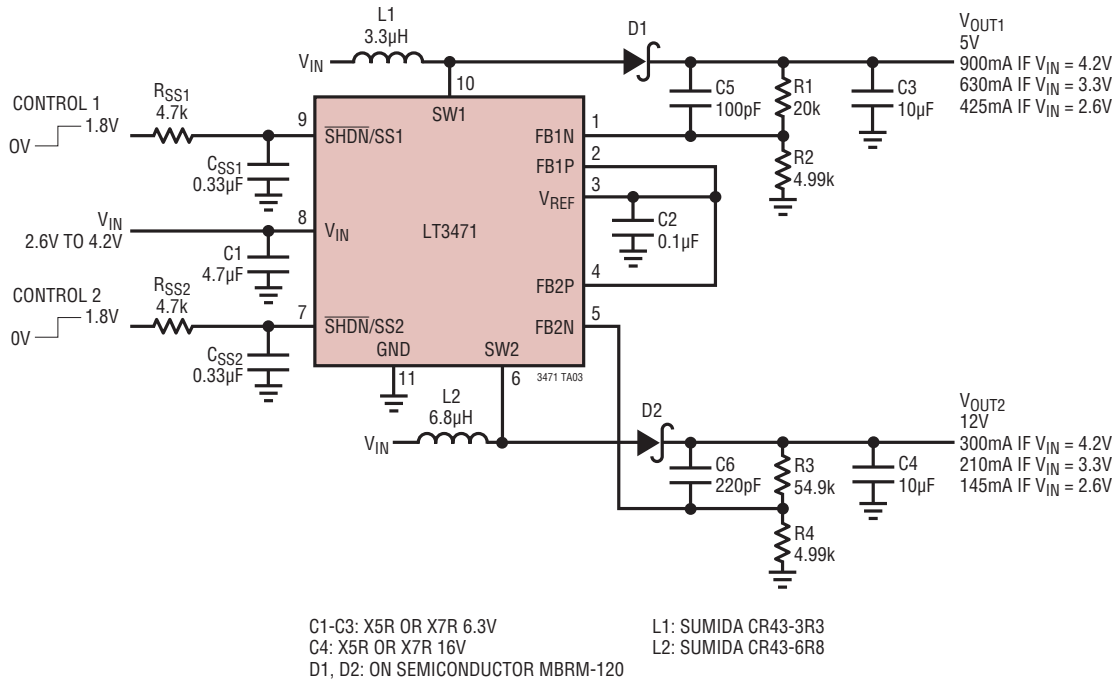 L1
3.3µH
VIN
D1
VOUT1
5V
900mA IF VIN = 4.2V
630mA IF VIN = 3.3V
425mA IF VIN = 2.6V
10
SW1
C5
100pF
R1
20k
C3
10µF
CONTROL 1
0V
1.8V
RSS1
4.7k
9
SHDN/SS1
CSS1
0.33µF
1
FB1N
2
FB1P
R2
4.99k
3
VREF
C2
0.1µF
VIN
2.6V TO 4.2V
8
VIN
LT3471
C1
4.7µF
4
FB2P
CONTROL 2
0V
1.8V
RSS2
4.7k
7
SHDN/SS2
CSS2
0.33µF
5
FB2N
GND
11
SW2
6
3471 TA03
L2
6.8µH
VIN
D2
VOUT2
12V
300mA IF VIN = 4.2V
210mA IF VIN = 3.3V
145mA IF VIN = 2.6V
C6
220pF
R3
54.9k
C4
10µF
R4
4.99k
C1-C3: X5R OR X7R 6.3V
C4: X5R OR X7R 16V
D1, D2: ON SEMICONDUCTOR MBRM-120
L1: SUMIDA CR43-3R3
L2: SUMIDA CR43-6R8